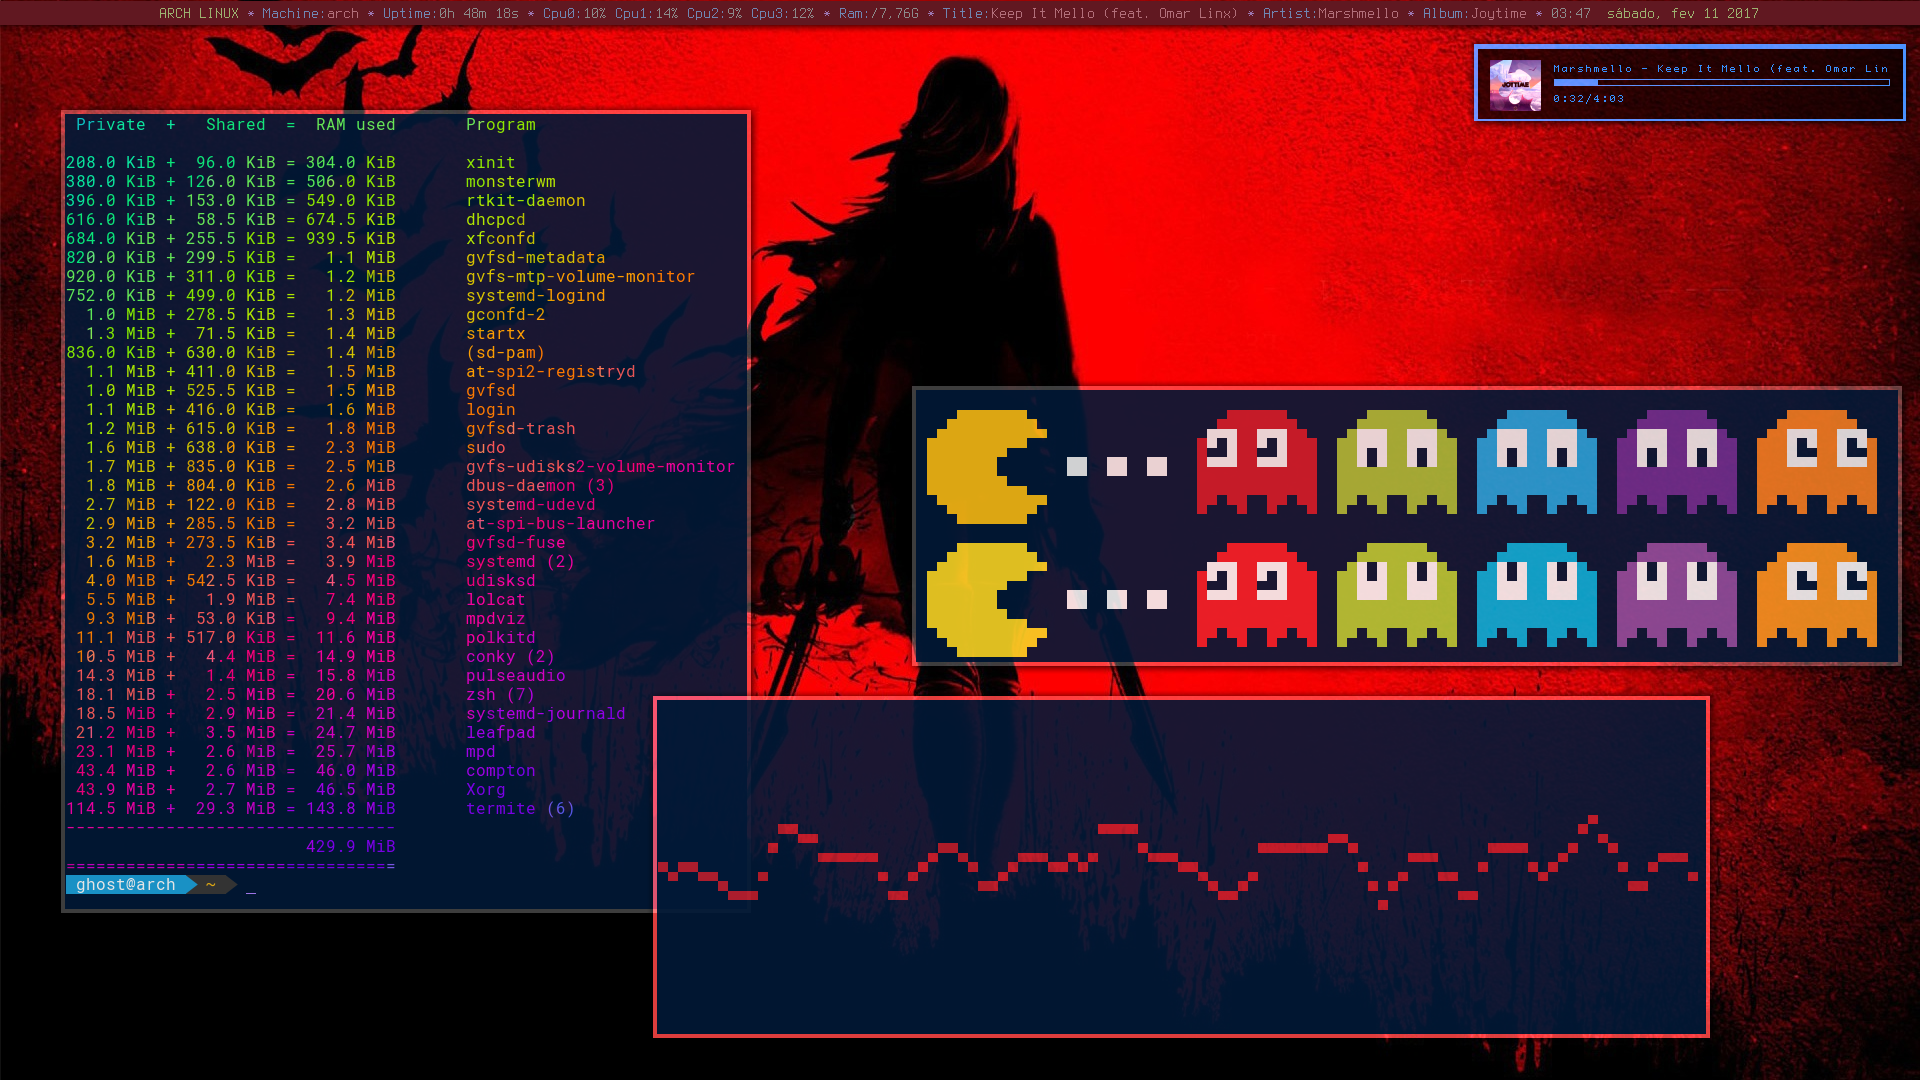 ARCH LINUX * Machine:arch * Uptime:0h 48m 18s * Cpu0:10% Cpu1:14% Cpu2:9% Cpu3:12% * Ram:/7,76G * Title:Keep It Mello (feat. Omar Linx) * Artist:Marshmello * Album:Joytime * 03:47  sábado, fev 11 2017
Marshmello - Keep It Mello (feat. Omar Lin
JOYTIME
0:32/4:03
Private  +   Shared  =  RAM used       Program
208.0 KiB +  96.0 KiB = 304.0 KiB       xinit
380.0 KiB + 126.0 KiB = 506.0 KiB       monsterwm
396.0 KiB + 153.0 KiB = 549.0 KiB       rtkit-daemon
616.0 KiB +  58.5 KiB = 674.5 KiB       dhcpcd
684.0 KiB + 255.5 KiB = 939.5 KiB       xfconfd
820.0 KiB + 299.5 KiB =   1.1 MiB       gvfsd-metadata
920.0 KiB + 311.0 KiB =   1.2 MiB       gvfs-mtp-volume-monitor
752.0 KiB + 499.0 KiB =   1.2 MiB       systemd-logind
1.0 MiB + 278.5 KiB =   1.3 MiB       gconfd-2
1.3 MiB +  71.5 KiB =   1.4 MiB       startx
836.0 KiB + 630.0 KiB =   1.4 MiB       (sd-pam)
1.1 MiB + 411.0 KiB =   1.5 MiB       at-spi2-registryd
1.0 MiB + 525.5 KiB =   1.5 MiB       gvfsd
1.1 MiB + 416.0 KiB =   1.6 MiB       login
1.2 MiB + 615.0 KiB =   1.8 MiB       gvfsd-trash
1.6 MiB + 638.0 KiB =   2.3 MiB       sudo
1.7 MiB + 835.0 KiB =   2.5 MiB       gvfs-udisks2-volume-monitor
1.8 MiB + 804.0 KiB =   2.6 MiB       dbus-daemon (3)
2.7 MiB + 122.0 KiB =   2.8 MiB       systemd-udevd
2.9 MiB + 285.5 KiB =   3.2 MiB       at-spi-bus-launcher
3.2 MiB + 273.5 KiB =   3.4 MiB       gvfsd-fuse
1.6 MiB +   2.3 MiB =   3.9 MiB       systemd (2)
4.0 MiB + 542.5 KiB =   4.5 MiB       udisksd
5.5 MiB +   1.9 MiB =   7.4 MiB       lolcat
9.3 MiB +  53.0 KiB =   9.4 MiB       mpdviz
11.1 MiB + 517.0 KiB =  11.6 MiB       polkitd
10.5 MiB +   4.4 MiB =  14.9 MiB       conky (2)
14.3 MiB +   1.4 MiB =  15.8 MiB       pulseaudio
18.1 MiB +   2.5 MiB =  20.6 MiB       zsh (7)
18.5 MiB +   2.9 MiB =  21.4 MiB       systemd-journald
21.2 MiB +   3.5 MiB =  24.7 MiB       leafpad
23.1 MiB +   2.6 MiB =  25.7 MiB       mpd
43.4 MiB +   2.6 MiB =  46.0 MiB       compton
43.9 MiB +   2.7 MiB =  46.5 MiB       Xorg
114.5 MiB +  29.3 MiB = 143.8 MiB       termite (6)
---------------------------------
429.9 MiB
=================================
ghost@arch ~ _